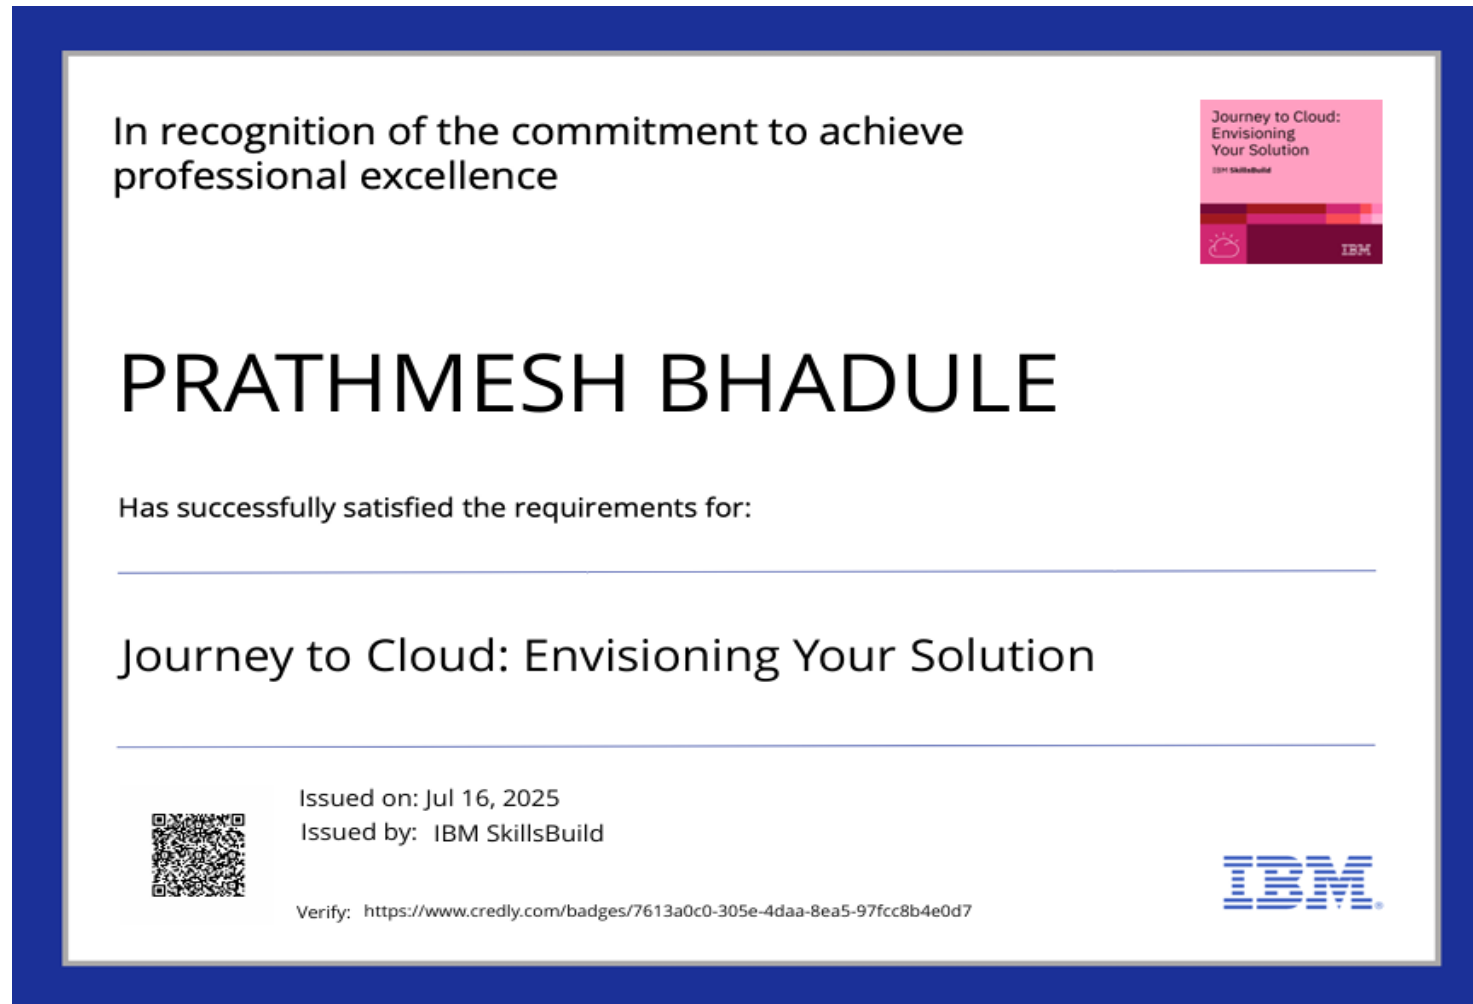 In recognition of the commitment to achieve
professional excellence
Journey to Cloud:
Envisioning
Your Solution
IBM SkillsBuild
IBM
PRATHMESH BHADULE
Has successfully satisfied the requirements for:
Journey to Cloud: Envisioning Your Solution
Issued on: Jul 16, 2025
Issued by: IBM SkillsBuild
Verify: https://www.credly.com/badges/7613a0c0-305e-4daa-8ea5-97fcc8b4e0d7
IBM®